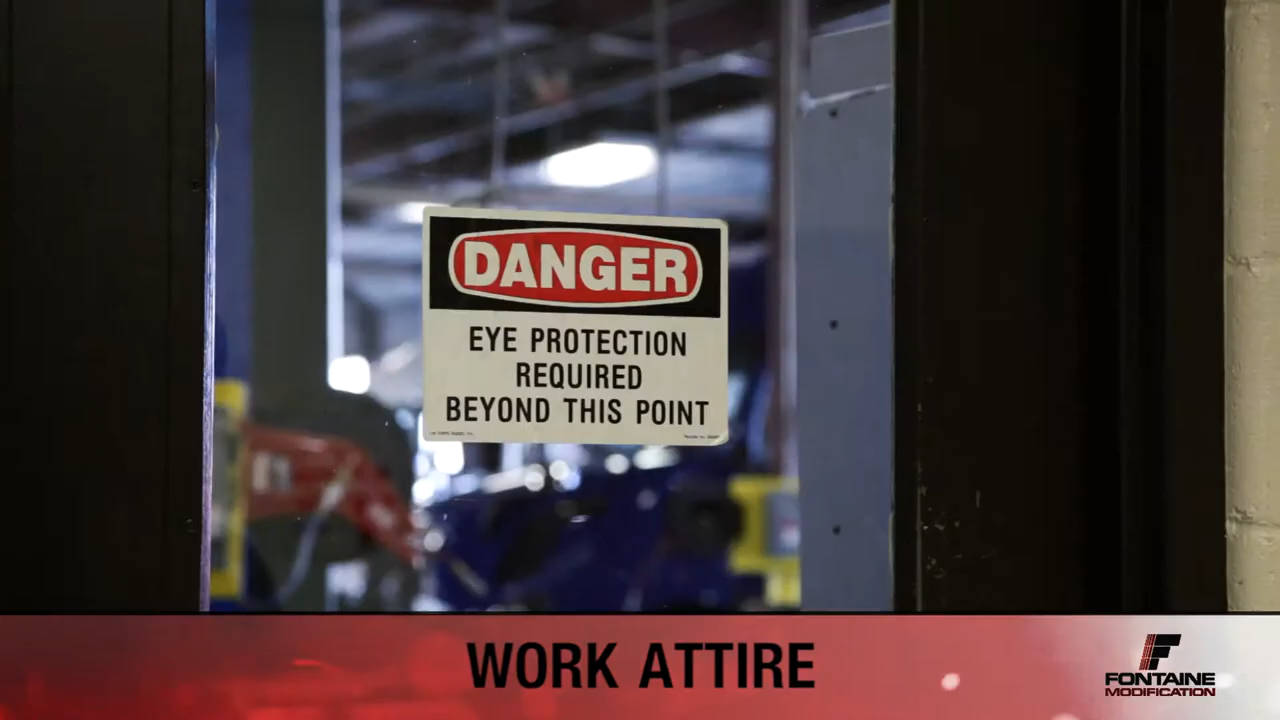 DANGER
EYE PROTECTION
REQUIRED
BEYOND THIS POINT
WORK ATTIRE
FONTAINE
MODIFICATION